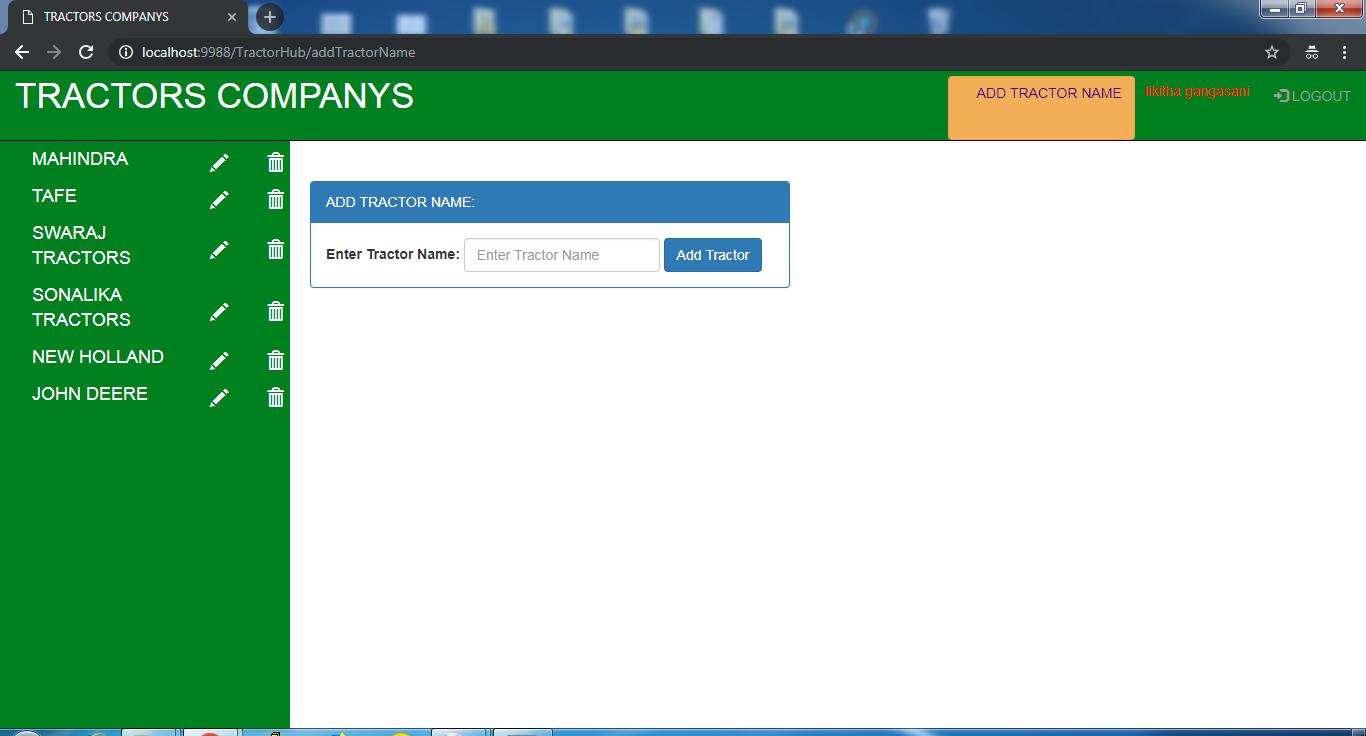 TRACTORS COMPANYS
localhost:9988/TractorHub/addTractorName
TRACTORS COMPANYS
ADD TRACTOR NAME
likitha gangasani
LOGOUT
MAHINDRA
TAFE
SWARAJ
TRACTORS
SONALIKA
TRACTORS
NEW HOLLAND
JOHN DEERE
ADD TRACTOR NAME:
Enter Tractor Name:
Enter Tractor Name
Add Tractor